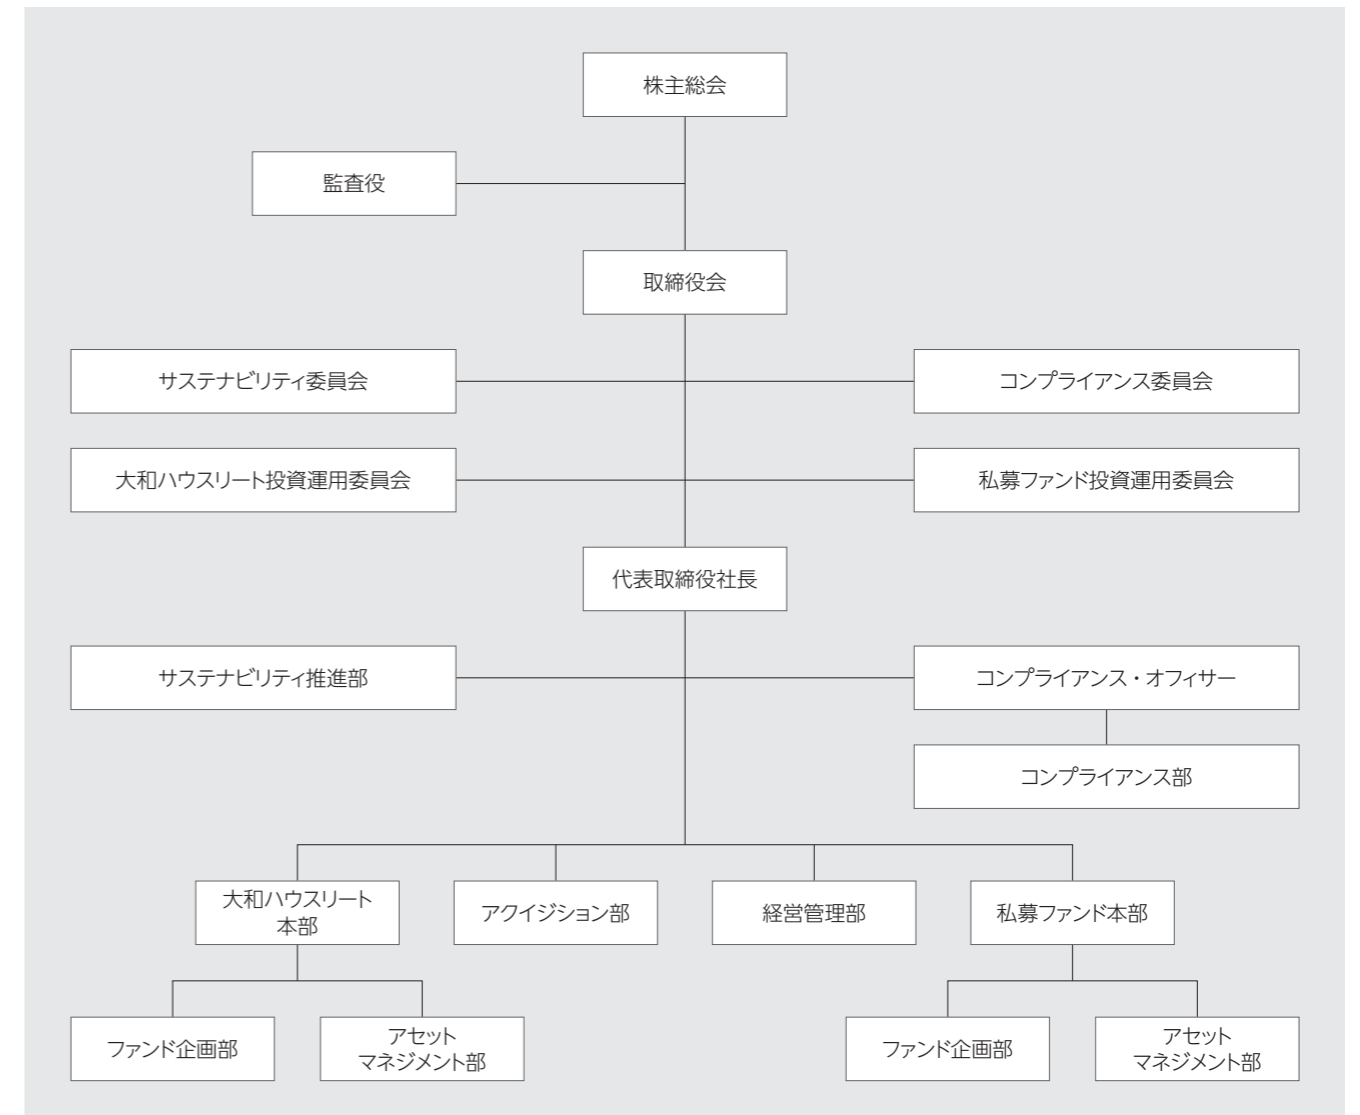 株主総会
監査役
取締役会
サステナビリティ委員会
コンプライアンス委員会
大和ハウスリート投資運用委員会
私募ファンド投資運用委員会
代表取締役社長
サステナビリティ推進部
コンプライアンス・オフィサー
コンプライアンス部
大和ハウスリート
本部
アクイジション部
経営管理部
私募ファンド本部
ファンド企画部
アセット
マネジメント部
ファンド企画部
アセット
マネジメント部